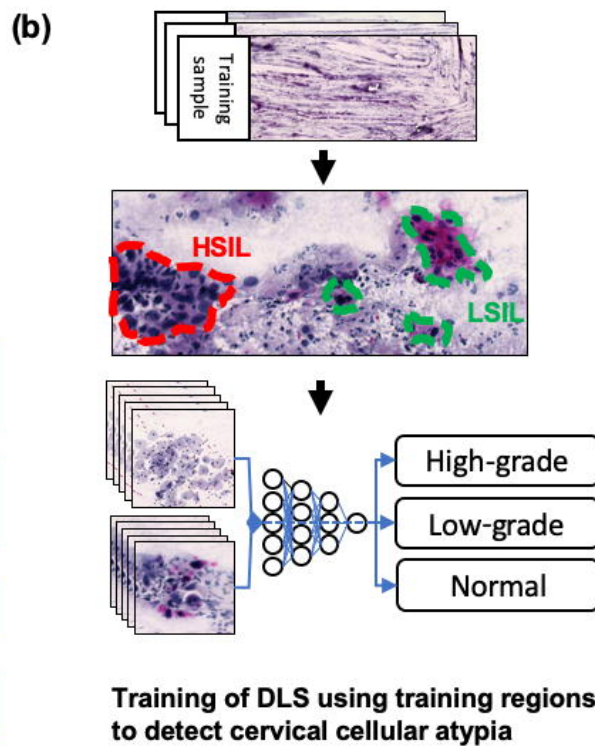 (b)
Training
sample
HSIL
LSIL
High-grade
Low-grade
Normal
Training of DLS using training regions
to detect cervical cellular atypia